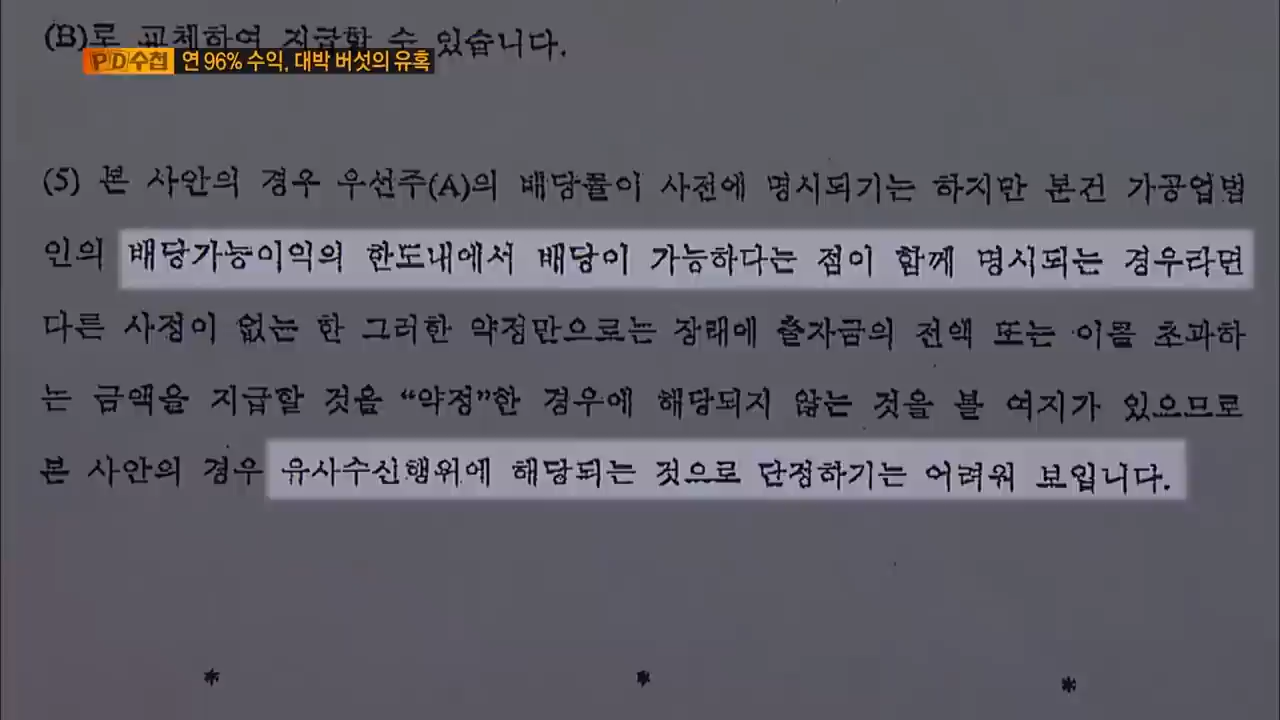 (B)로 교체하여 지급할 수 있습니다.
PD수첩 연 96% 수익, 대박 버섯의 유혹
(5) 본 사안의 경우 우선주(A)의 배당률이 사전에 명시되기는 하지만 본건 가공업법
인의 배당가능이익의 한도내에서 배당이 가능하다는 점이 함께 명시되는 경우라면
다른 사정이 없는 한 그러한 약정만으로는 장래에 출자금의 전액 또는 이를 초과하
는 금액을 지급할 것을 “약정”한 경우에 해당되지 않는 것을 볼 여지가 있으므로
본 사안의 경우 유사수신행위에 해당되는 것으로 단정하기는 어려워 보입니다.
* * *